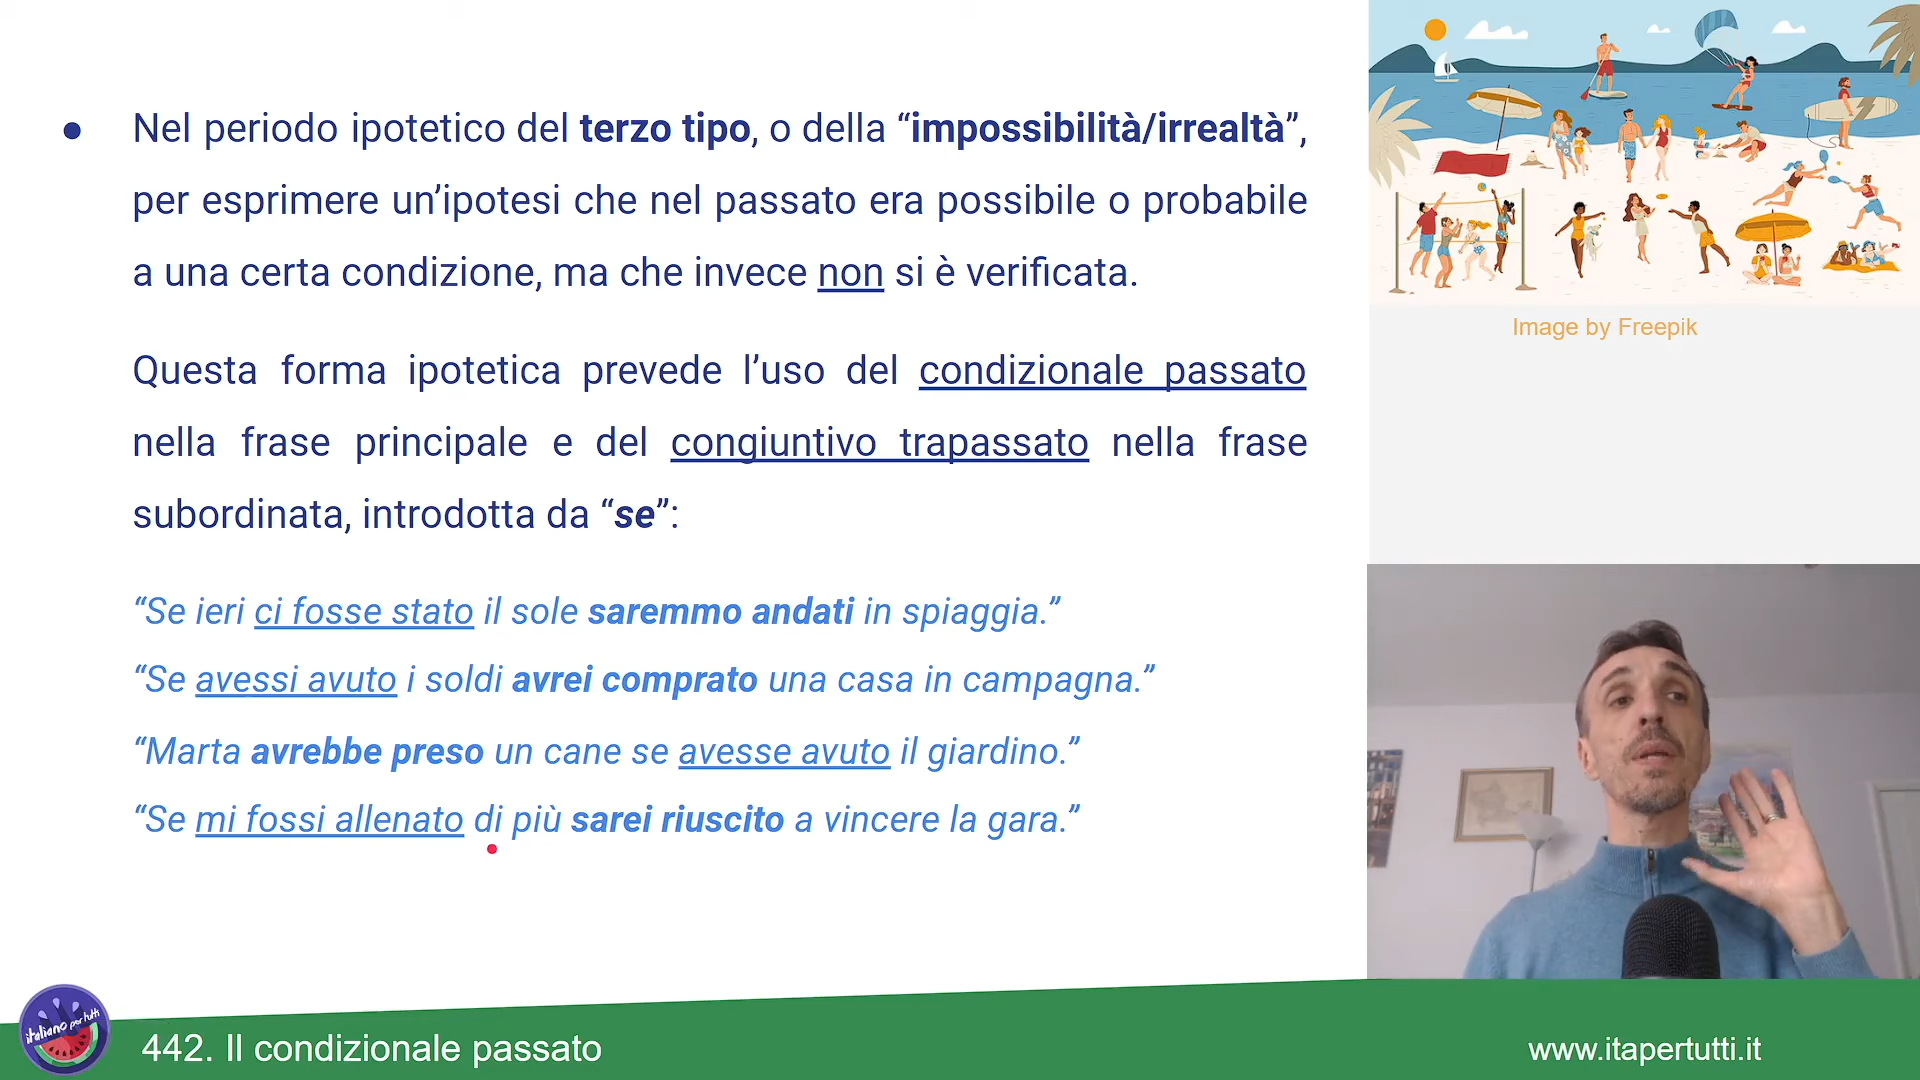 ● Nel periodo ipotetico del terzo tipo, o della “impossibilità/irrealtà”,
per esprimere un’ipotesi che nel passato era possibile o probabile
a una certa condizione, ma che invece non si è verificata.
Questa forma ipotetica prevede l’uso del condizionale passato
nella frase principale e del congiuntivo trapassato nella frase
subordinata, introdotta da “se”:
“Se ieri ci fosse stato il sole saremmo andati in spiaggia.”
“Se avessi avuto i soldi avrei comprato una casa in campagna.”
“Marta avrebbe preso un cane se avesse avuto il giardino.”
“Se mi fossi allenato di più sarei riuscito a vincere la gara.”
Image by Freepik
italiano per tutti
442. Il condizionale passato
www.itapertutti.it